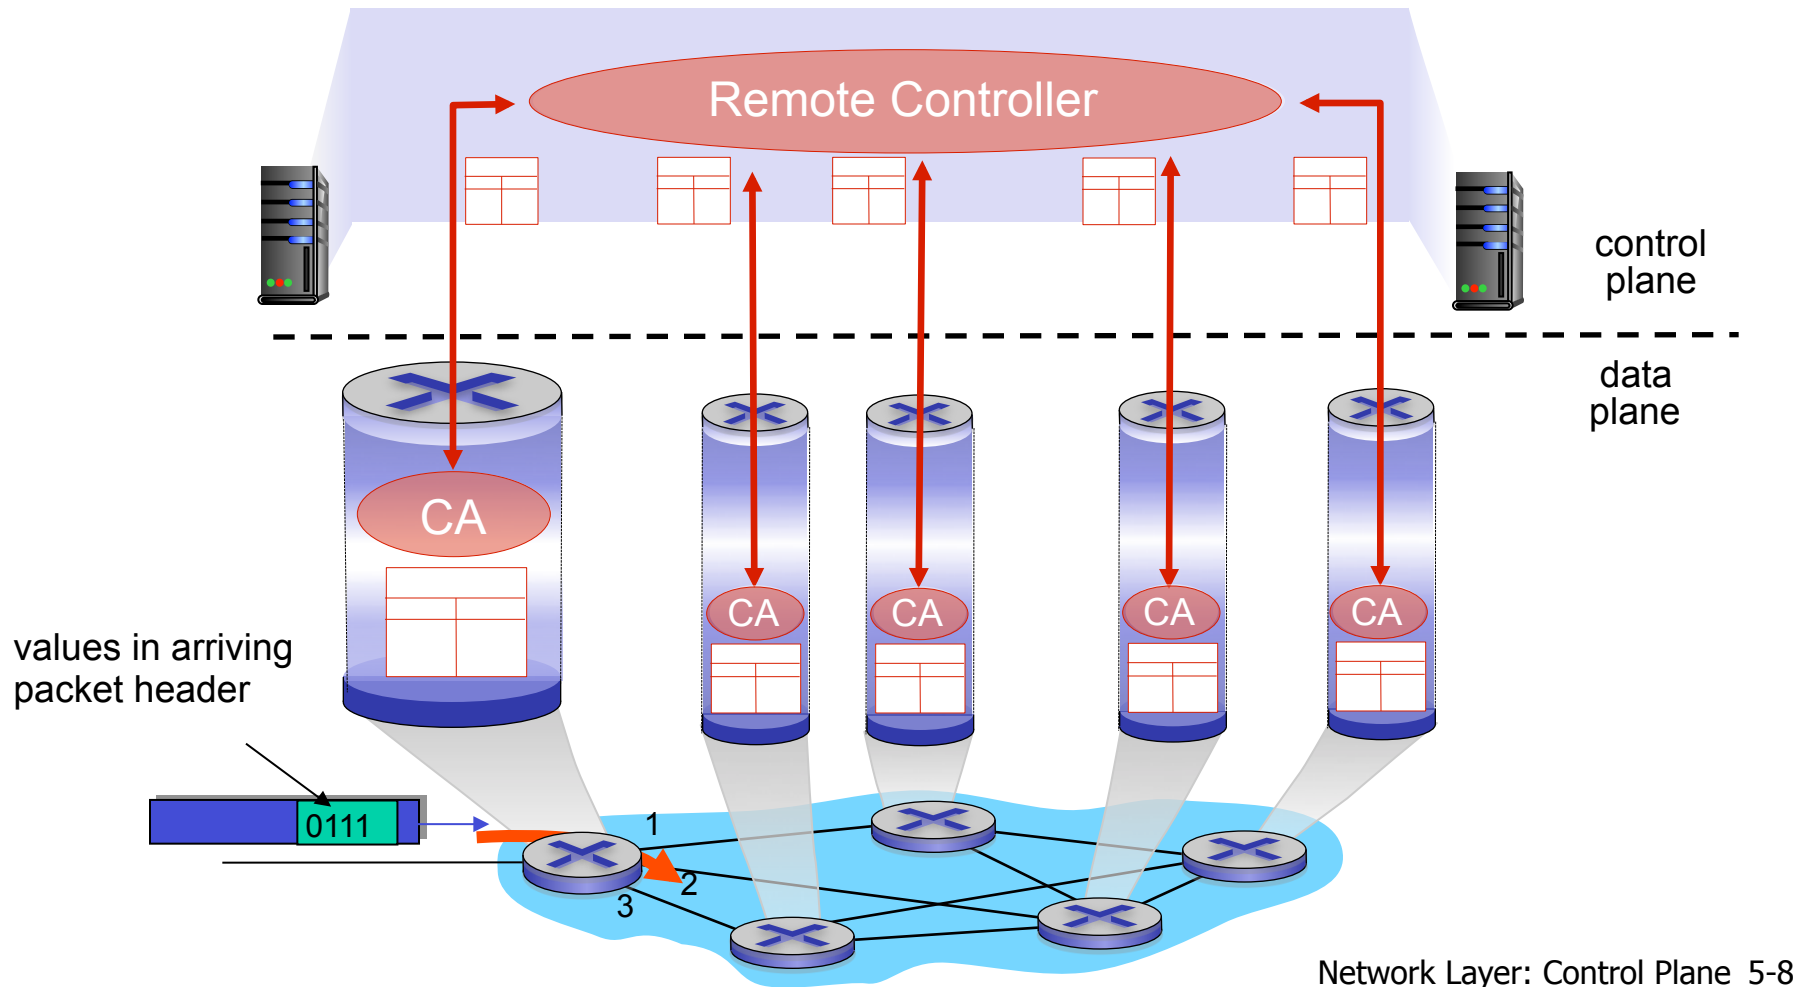 Remote Controller
control
plane
data
plane
CA
CA
CA
CA
CA
values in arriving
packet header
0111
1
2
3
Network Layer: Control Plane 5-8